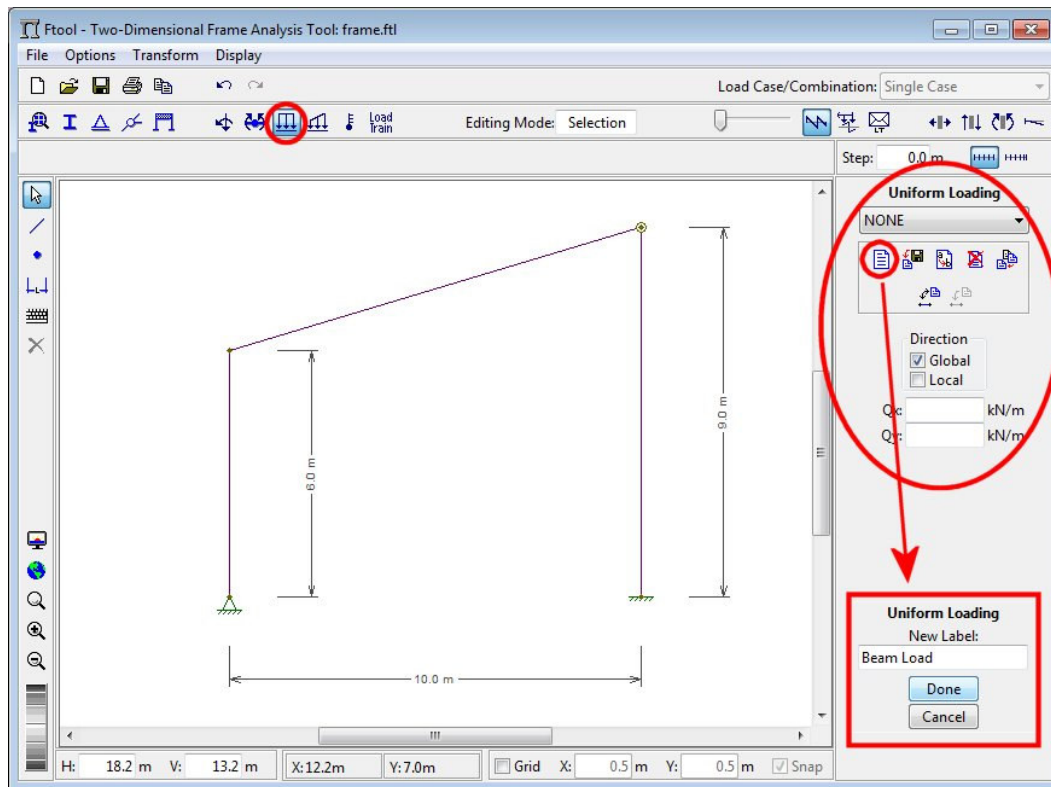 Ftool - Two-Dimensional Frame Analysis Tool: frame.ftl
File Options Transform Display
Load Case/Combination: Single Case
Load Train
Editing Mode: Selection
LT
Step: 0.0 m
Uniform Loading
NONE
L
Direction
Global
Local
Qx: kN/m
Qy: kN/m
6.0 m
9.0 m
10.0 m
Uniform Loading
New Label:
Beam Load
Done
Cancel
H: 18.2 m V: 13.2 m X:12.2m Y:7.0m Grid X: 0.5 m Y: 0.5 m Snap